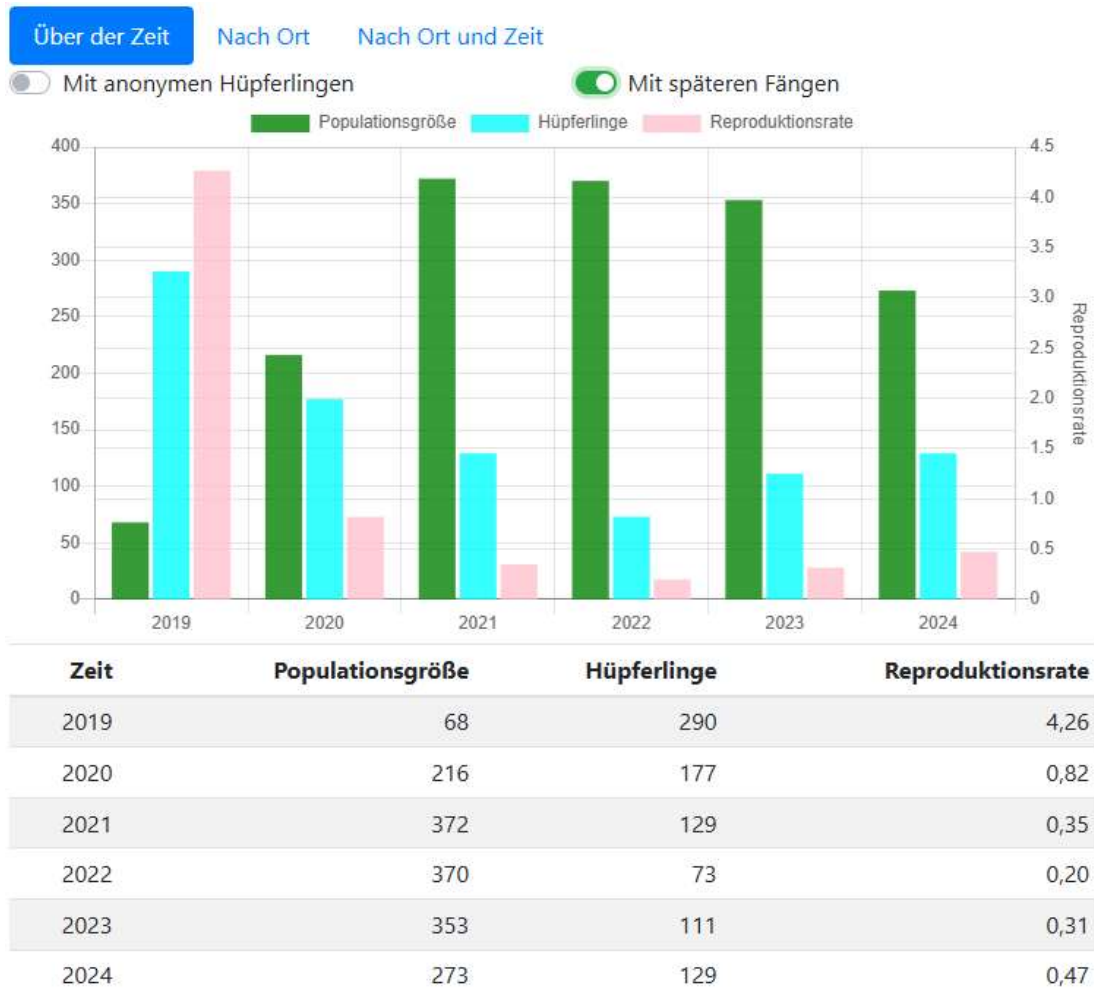 Über der Zeit Nach Ort Nach Ort und Zeit
Mit anonymen Hüpferlingen Mit späteren Fängen
Populationsgröße Hüpferlinge Reproduktionsrate
400 4.5
350 4.0
300 3.5
250 3.0
200 2.5
150 2.0
100 1.5
50 1.0
0 0.5
0
Reproduktionsrate
2019 2020 2021 2022 2023 2024
Zeit Populationsgröße Hüpferlinge Reproduktionsrate
2019 68 290 4,26
2020 216 177 0,82
2021 372 129 0,35
2022 370 73 0,20
2023 353 111 0,31
2024 273 129 0,47